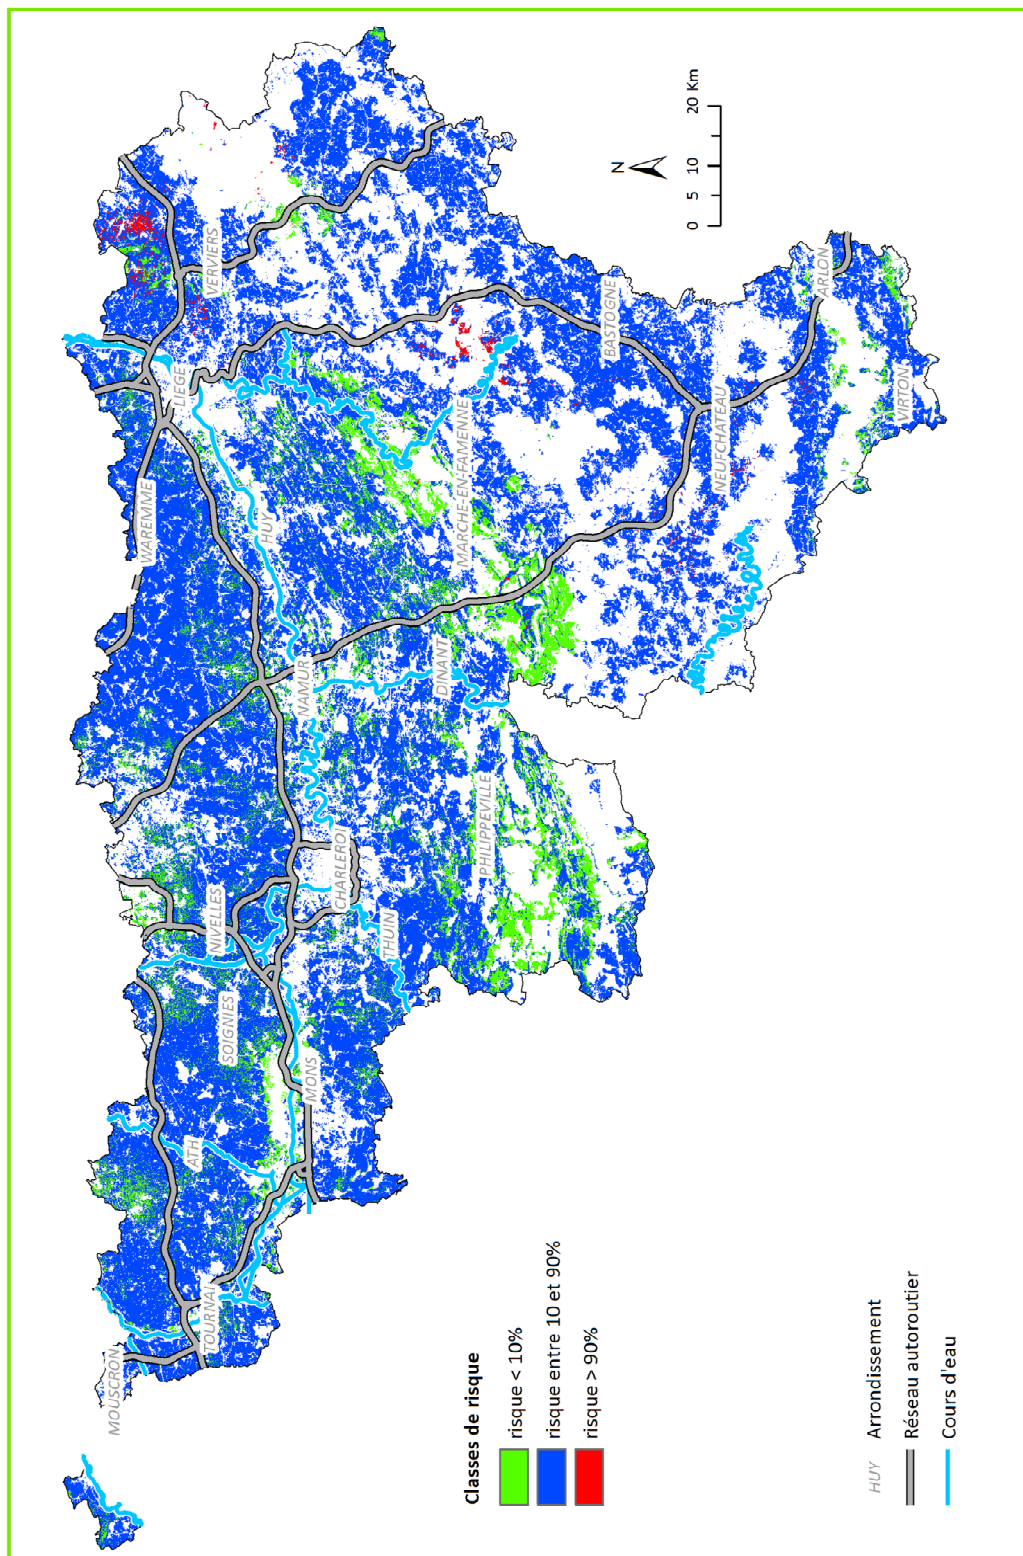 MOUSCRON
TOURNAI
ATH
SOIGNIES
MONS
NIVELLES
CHARLEROI
THUIN
PHILIPPEVILLE
NAMUR
DINANT
WAREMME
HUY
LIEGE
VERVIERS
MARCHE-EN-FAMENNE
BASTOGNE
NEUFCHATEAU
ARLON
VIRTON
N
0 5 10 20 Km
Classes de risque
risque < 10%
risque entre 10 et 90%
risque > 90%
HUY Arrondissement
Réseau autoroutier
Cours d'eau